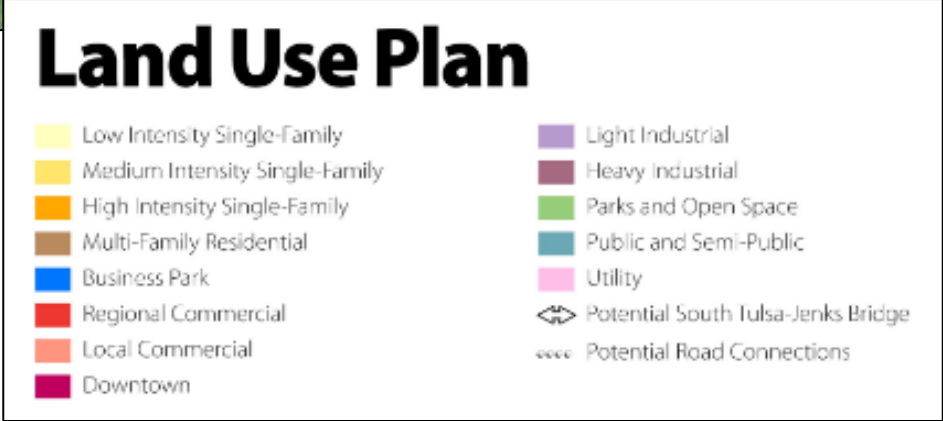 Land Use Plan
Low Intensity Single-Family
Medium Intensity Single-Family
High Intensity Single-Family
Multi-Family Residential
Business Park
Regional Commercial
Local Commercial
Downtown
Light Industrial
Heavy Industrial
Parks and Open Space
Public and Semi-Public
Utility
Potential South Tulsa-Jenks Bridge
Potential Road Connections